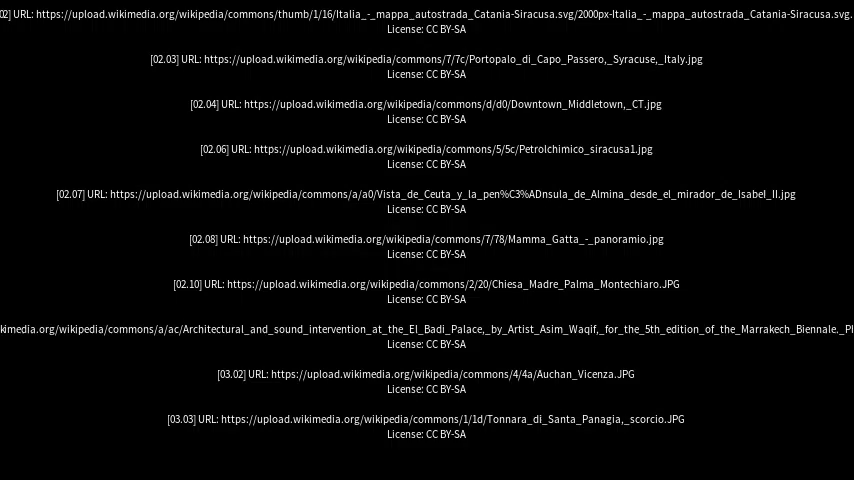 02] URL: https://upload.wikimedia.org/wikipedia/commons/thumb/1/16/Italia_-_mappa_autostrada_Catania-Siracusa.svg/2000px-Italia_-_mappa_autostrada_Catania-Siracusa.svg.
License: CC BY-SA
[02.03] URL: https://upload.wikimedia.org/wikipedia/commons/7/7c/Portopalo_di_Capo_Passero,_Syracuse,_Italy.jpg
License: CC BY-SA
[02.04] URL: https://upload.wikimedia.org/wikipedia/commons/d/d0/Downtown_Middletown,_CT.jpg
License: CC BY-SA
[02.06] URL: https://upload.wikimedia.org/wikipedia/commons/5/5c/Petrolchimico_siracusa1.jpg
License: CC BY-SA
[02.07] URL: https://upload.wikimedia.org/wikipedia/commons/a/a0/Vista_de_Ceuta_y_la_pen%C3%ADnsula_de_Almina_desde_el_mirador_de_Isabel_II.jpg
License: CC BY-SA
[02.08] URL: https://upload.wikimedia.org/wikipedia/commons/7/78/Mamma_Gatta_-_panoramio.jpg
License: CC BY-SA
[02.10] URL: https://upload.wikimedia.org/wikipedia/commons/2/20/Chiesa_Madre_Palma_Montechiaro.JPG
License: CC BY-SA
kimedia.org/wikipedia/commons/a/ac/Architectural_and_sound_intervention_at_the_El_Badi_Palace,_by_Artist_Asim_Waqif,_for_the_5th_edition_of_the_Marrakech_Biennale._Pl
License: CC BY-SA
[03.02] URL: https://upload.wikimedia.org/wikipedia/commons/4/4a/Auchan_Vicenza.JPG
License: CC BY-SA
[03.03] URL: https://upload.wikimedia.org/wikipedia/commons/1/1d/Tonnara_di_Santa_Panagia,_scorcio.JPG
License: CC BY-SA